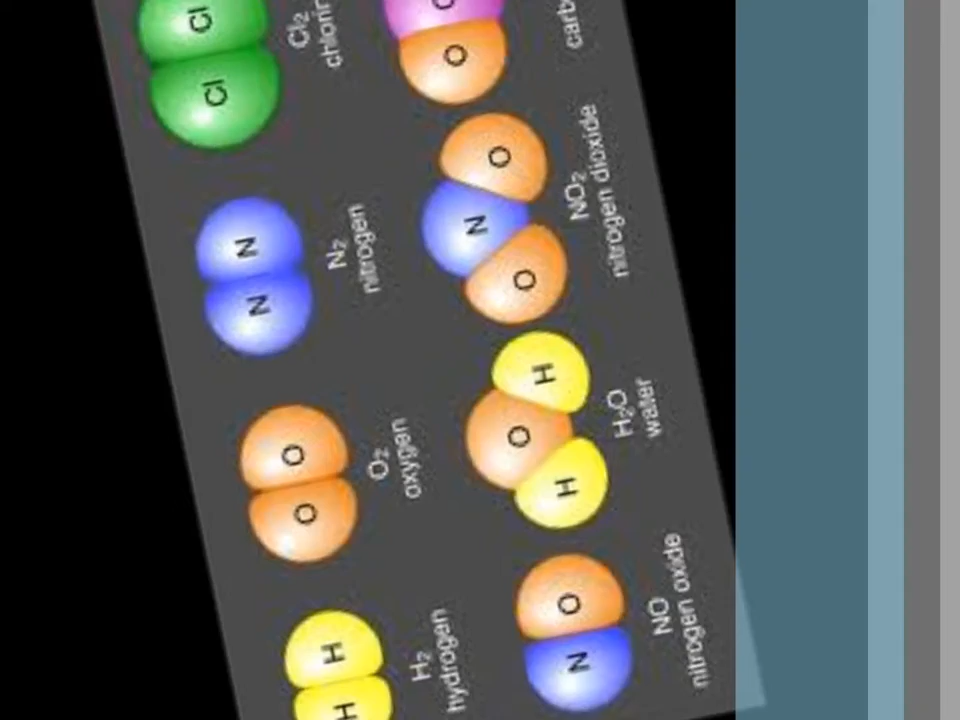 H H
H₂
hydrogen
O O
O₂
oxygen
N N
N₂
nitrogen
Cl Cl
Cl₂
N O
NO
nitrogen oxide
H O H
H₂O
water
O N O
NO₂
nitrogen dioxide
O